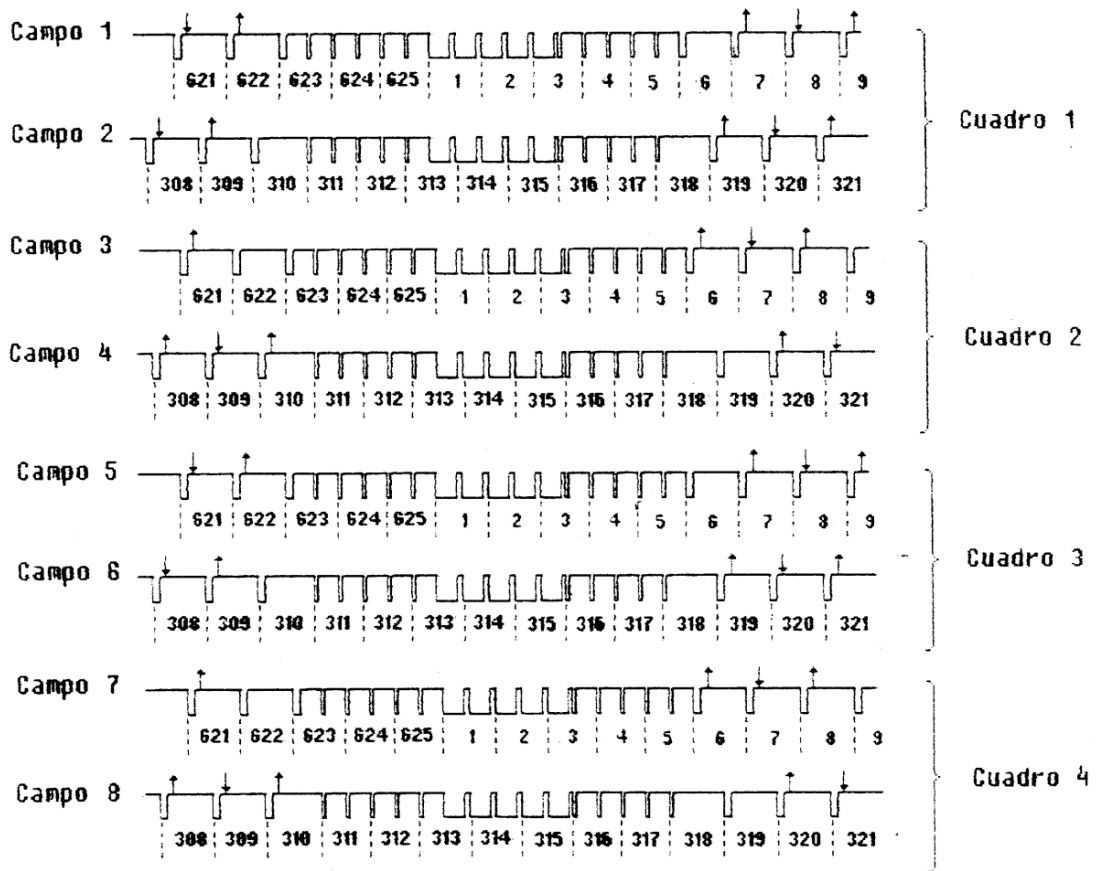 Campo 1
621 622 623 624 625 1 2 3 4 5 6 7 8 9
Cuadro 1
Campo 2
308 309 310 311 312 313 314 315 316 317 318 319 320 321
Campo 3
621 622 623 624 625 1 2 3 4 5 6 7 8 9
Cuadro 2
Campo 4
308 309 310 311 312 313 314 315 316 317 318 319 320 321
Campo 5
621 622 623 624 625 1 2 3 4 5 6 7 8 9
Cuadro 3
Campo 6
308 309 310 311 312 313 314 315 316 317 318 319 320 321
Campo 7
621 622 623 624 625 1 2 3 4 5 6 7 8 9
Cuadro 4
Campo 8
308 309 310 311 312 313 314 315 316 317 318 319 320 321